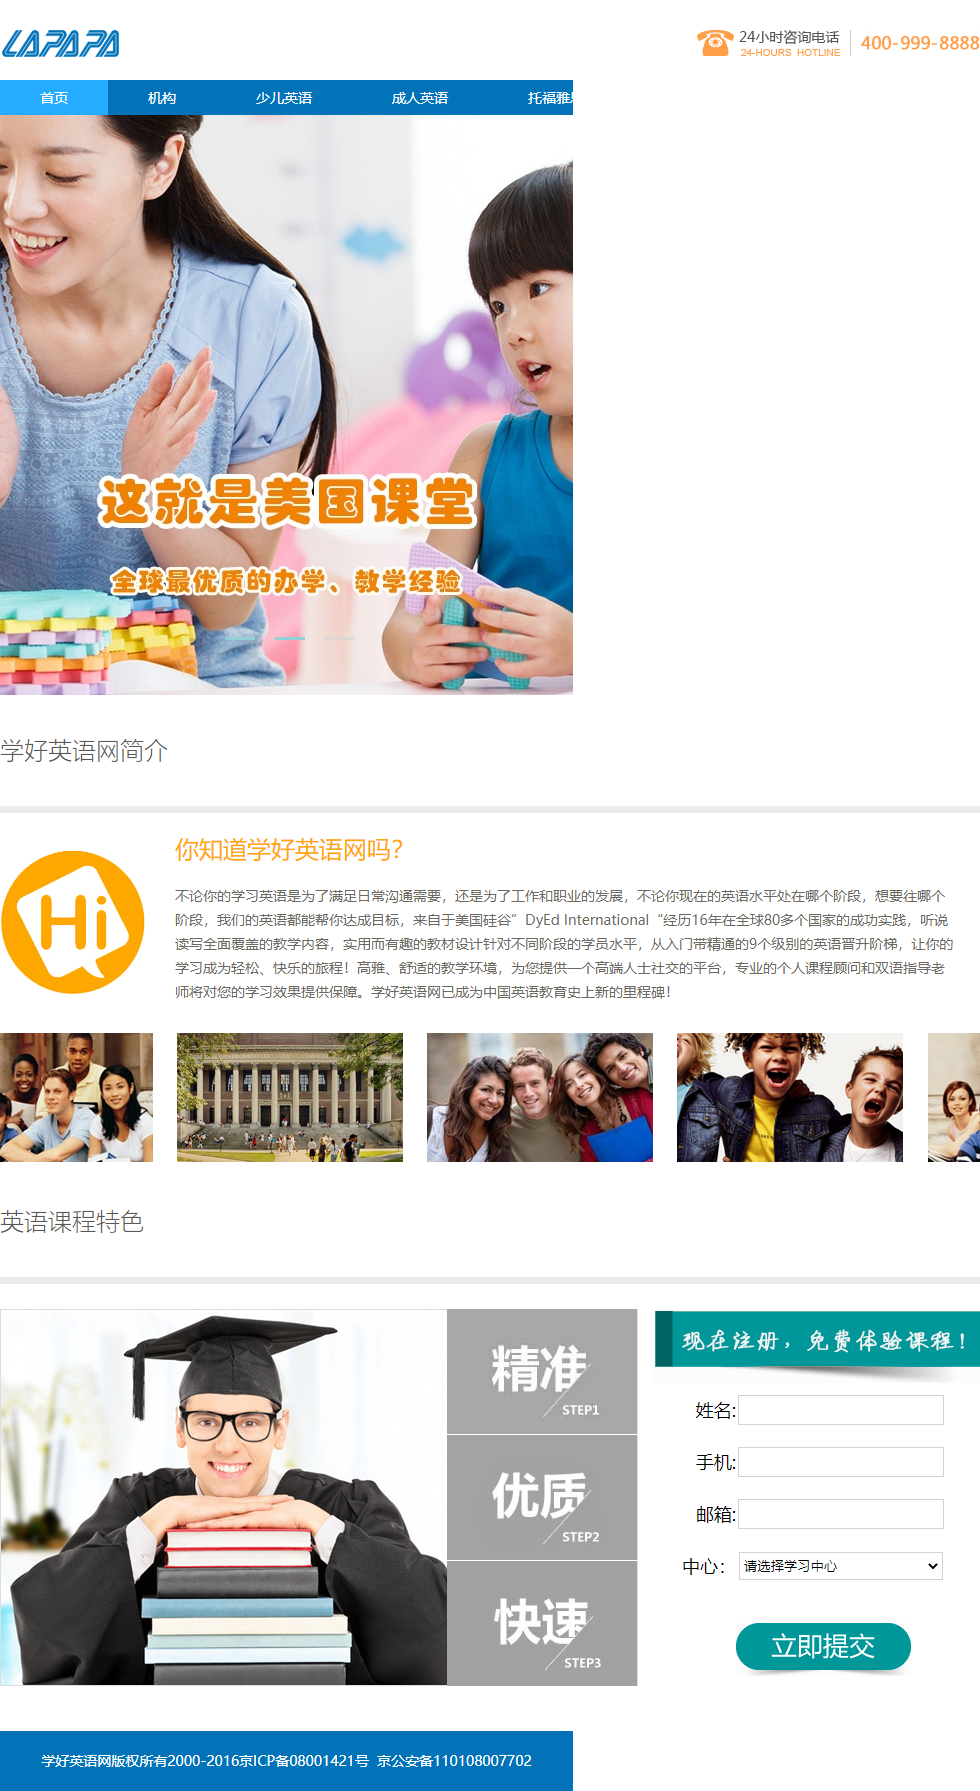 LAPAPA
24小时咨询电话
24-HOURS HOTLINE
400-999-8888
首页 机构 少儿英语 成人英语 托福雅
这就是美国课堂
全球最优质的办学、教学经验
学好英语网简介
Hi
你知道学好英语网吗?
不论你的学习英语是为了满足日常沟通需要，还是为了工作和职业的发展，不论你现在的英语水平处在哪个阶段，想要往哪个
阶段，我们的英语都能帮你达成目标，来自于美国硅谷”DyEd International“经历16年在全球80多个国家的成功实践，听说
读写全面覆盖的教学内容，实用而有趣的教材设计针对不同阶段的学员水平，从入门带精通的9个级别的英语晋升阶梯，让你的
学习成为轻松、快乐的旅程！高雅、舒适的教学环境，为您提供一个高端人士社交的平台，专业的个人课程顾问和双语指导老
师将对您的学习效果提供保障。学好英语网已成为中国英语教育史上新的里程碑！
英语课程特色
精准
STEP1
优质
STEP2
快速
STEP3
现在注册，免费体验课程！
姓名:
手机:
邮箱:
中心： 请选择学习中心
立即提交
学好英语网版权所有2000-2016京ICP备08001421号 京公安备110108007702